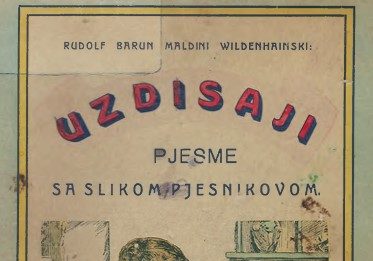 RUDOLF BARUN MALDINI WILDENHAINSKI:
UZDISAJI
PJESME
SA SLIKOM PJESNIKOVOM.